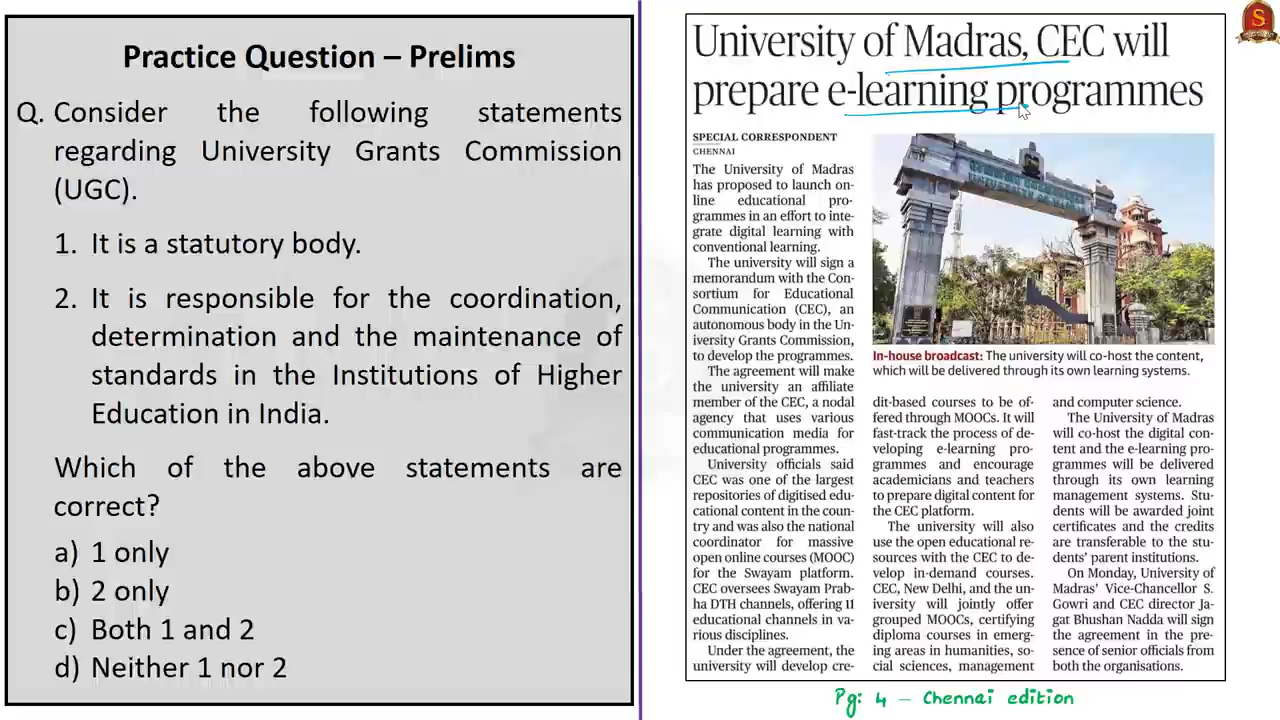 Practice Question – Prelims
Q. Consider the following statements
regarding University Grants Commission
(UGC).
1. It is a statutory body.
2. It is responsible for the coordination,
determination and the maintenance of
standards in the Institutions of Higher
Education in India.
Which of the above statements are
correct?
a) 1 only
b) 2 only
c) Both 1 and 2
d) Neither 1 nor 2
University of Madras, CEC will
prepare e-learning programmes
SPECIAL CORRESPONDENT
CHENNAI
The University of Madras
has proposed to launch on-
line educational pro-
grammes in an effort to inte-
grate digital learning with
conventional learning.
The university will sign a
memorandum with the Con-
sortium for Educational
Communication (CEC), an
autonomous body in the Un-
iversity Grants Commission,
to develop the programmes.
The agreement will make
the university an affiliate
member of the CEC, a nodal
agency that uses various
communication media for
educational programmes.
University officials said
CEC was one of the largest
repositories of digitised edu-
cational content in the coun-
try and was also the national
coordinator for massive
open online courses (MOOC)
for the Swayam platform.
CEC oversees Swayam Prab-
ha DTH channels, offering 11
educational channels in va-
rious disciplines.
Under the agreement, the
university will develop cre-
In-house broadcast: The university will co-host the content,
which will be delivered through its own learning systems.
dit-based courses to be of-
fered through MOOCs. It will
fast-track the process of de-
veloping e-learning pro-
grammes and encourage
academicians and teachers
to prepare digital content for
the CEC platform.
The university will also
use the open educational re-
sources with the CEC to de-
velop in-demand courses.
CEC, New Delhi, and the un-
iversity will jointly offer
grouped MOOCs, certifying
diploma courses in emerg-
ing areas in humanities, so-
cial sciences, management
and computer science.
The University of Madras
will co-host the digital con-
tent and the e-learning pro-
grammes will be delivered
through its own learning
management systems. Stu-
dents will be awarded joint
certificates and the credits
are transferable to the stu-
dents' parent institutions.
On Monday, University of
Madras' Vice-Chancellor S.
Gowri and CEC director Ja-
gat Bhushan Nadda will sign
the agreement in the pre-
sence of senior officials from
both the organisations.
Pg: 4 – Chennai edition